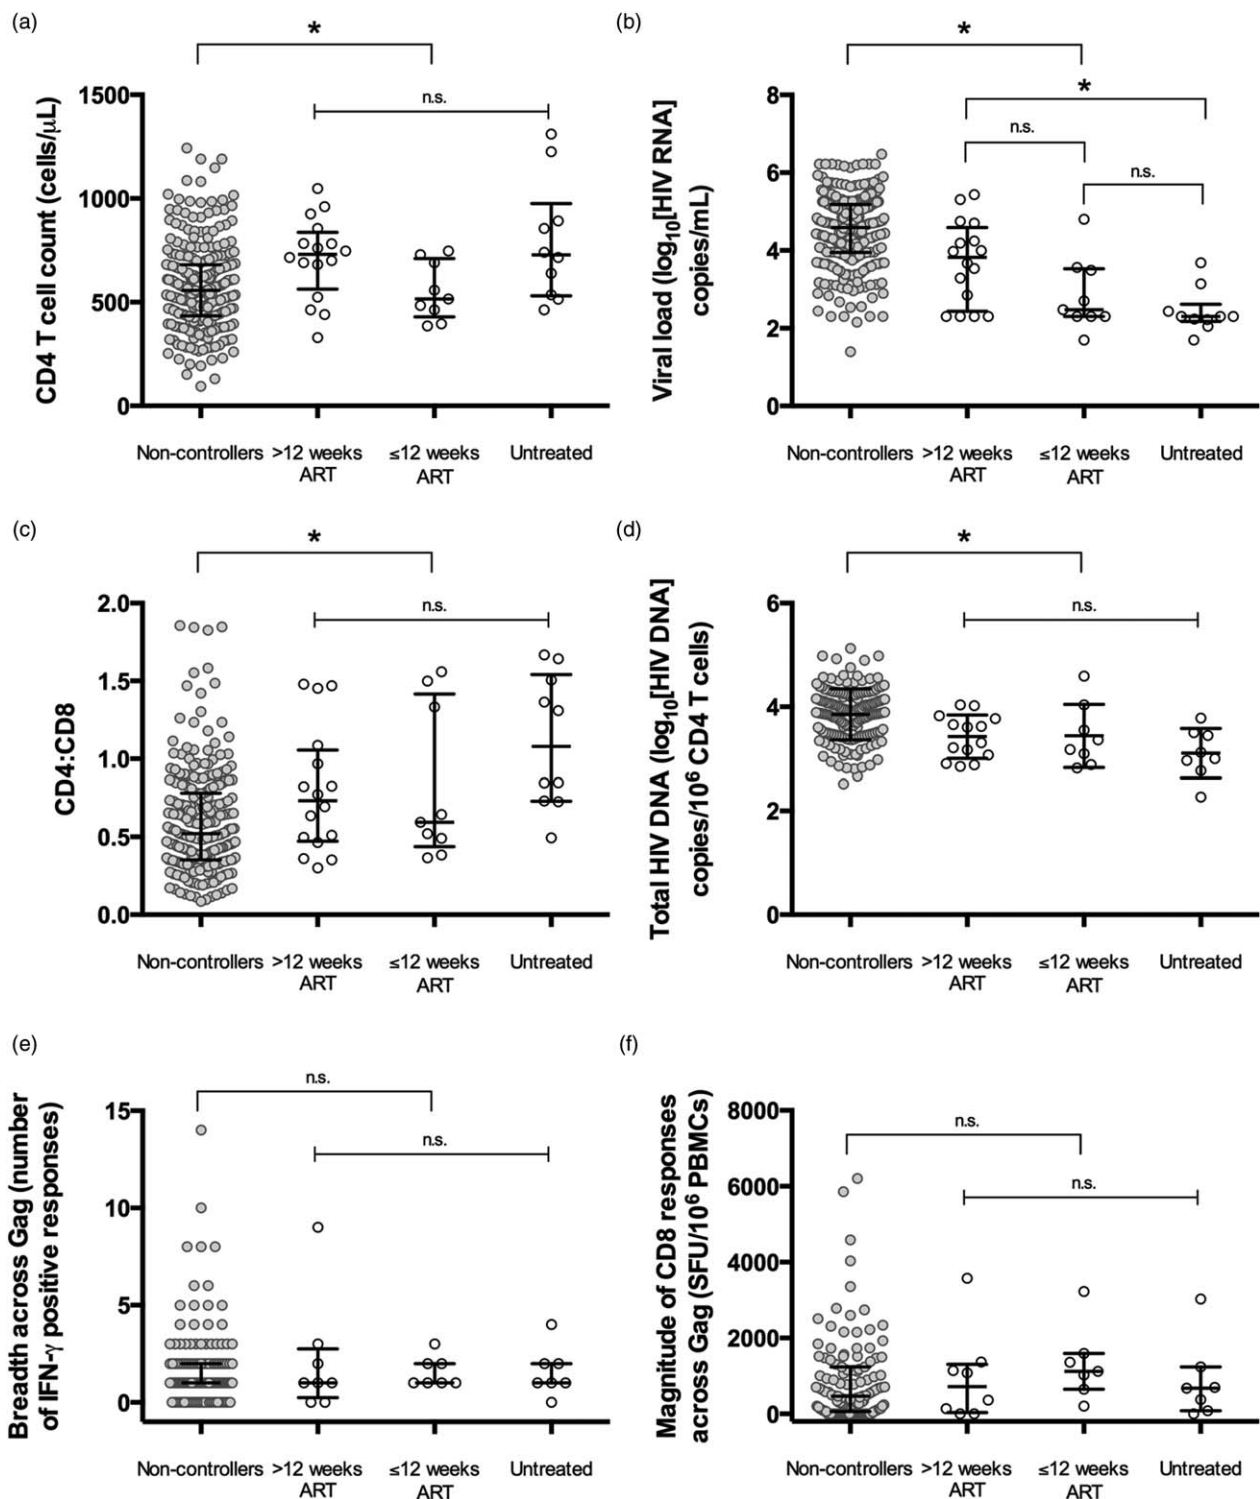 (a)
*
n.s.
CD4 T cell count (cells/μL)
1500
1000
500
0
Non-controllers
>12 weeks
ART
≤12 weeks
ART
Untreated
(b)
*
*
n.s.
n.s.
Viral load (log10[HIV RNA]
copies/mL)
8
6
4
2
0
Non-controllers
>12 weeks
ART
≤12 weeks
ART
Untreated
(c)
*
n.s.
CD4:CD8
2.0
1.5
1.0
0.5
0.0
Non-controllers
>12 weeks
ART
≤12 weeks
ART
Untreated
(d)
*
n.s.
Total HIV DNA (log10[HIV DNA]
copies/10⁶ CD4 T cells)
6
4
2
0
Non-controllers
>12 weeks
ART
≤12 weeks
ART
Untreated
(e)
n.s.
n.s.
Breadth across Gag (number
of IFN-γ positive responses)
15
10
5
0
Non-controllers
>12 weeks
ART
≤12 weeks
ART
Untreated
(f)
n.s.
n.s.
Magnitude of CD8 responses
across Gag (SFU/10⁶ PBMCs)
8000
6000
4000
2000
0
Non-controllers
>12 weeks
ART
≤12 weeks
ART
Untreated